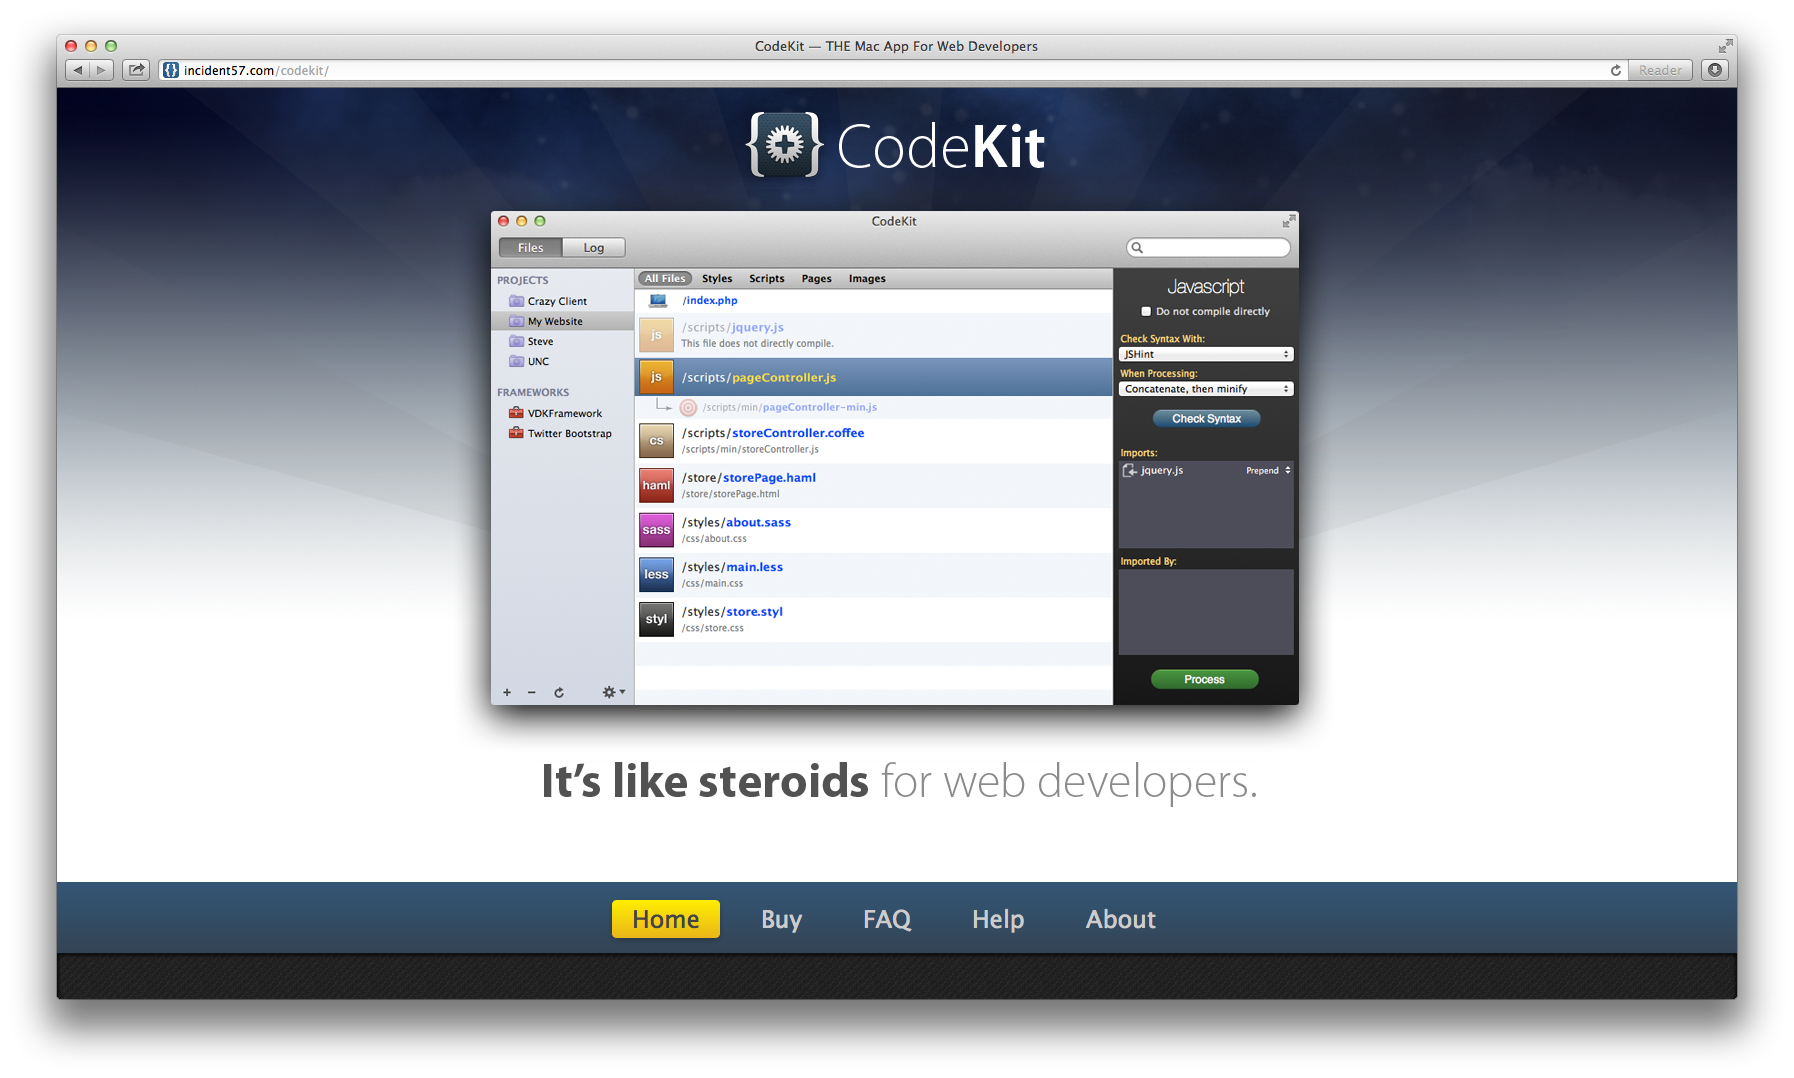 CodeKit — THE Mac App For Web Developers
incident57.com/codekit/
Reader
CodeKit
CodeKit
Files Log
PROJECTS
Crazy Client
My Website
Steve
UNC
FRAMEWORKS
VDKFramework
Twitter Bootstrap
All Files Styles Scripts Pages Images
/index.php
js /scripts/jquery.js
This file does not directly compile.
js /scripts/pageController.js
/scripts/min/pageController-min.js
cs /scripts/storeController.coffee
/scripts/min/storeController.js
haml /store/storePage.haml
/store/storePage.html
sass /styles/about.sass
/css/about.css
less /styles/main.less
/css/main.css
styl /styles/store.styl
/css/store.css
Javascript
Do not compile directly
Check Syntax With:
JSHint
When Processing:
Concatenate, then minify
Check Syntax
Imports:
jquery.js Prepend
Imported By:
Process
It's like steroids for web developers.
Home Buy FAQ Help About